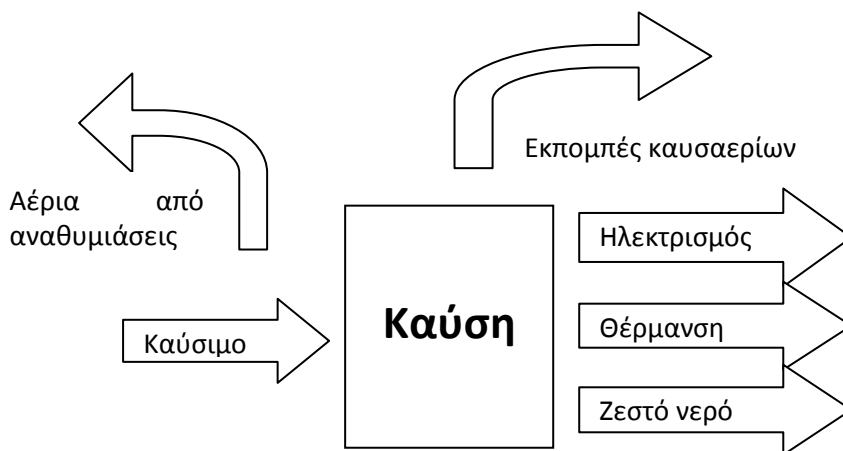 Εκπομπές καυσαερίων
Αέρια από
αναθυμιάσεις
Ηλεκτρισμός
Καύσιμο
Καύση
Θέρμανση
Ζεστό νερό